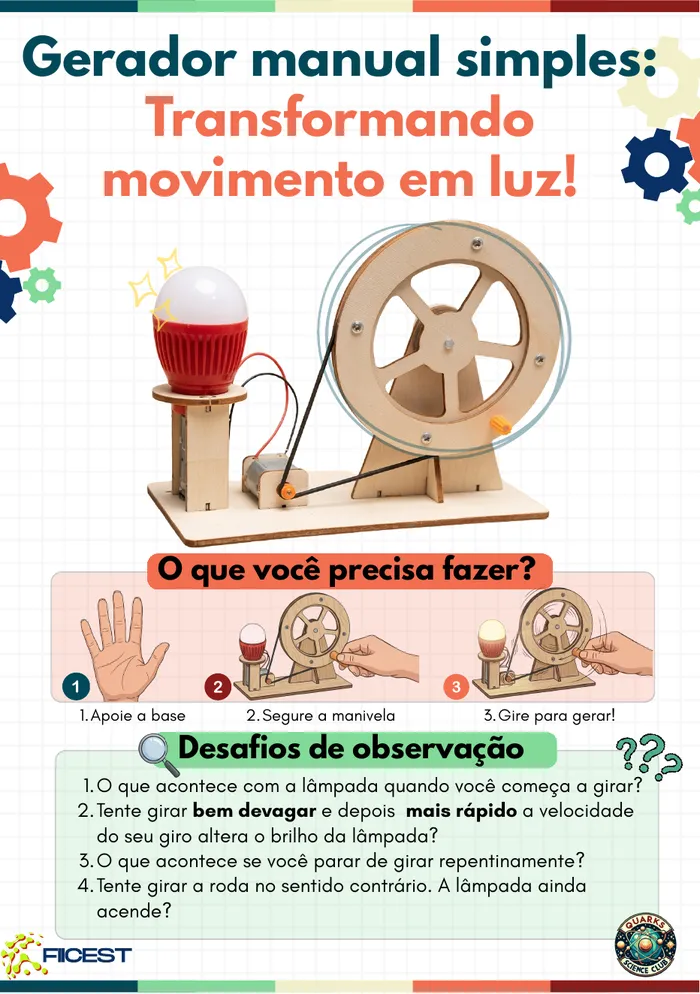 Gerador manual simples:
Transformando
movimento em luz!
O que você precisa fazer?
1
2
3
1. Apoie a base
2. Segure a manivela
3. Gire para gerar!
Desafios de observação
???
1. O que acontece com a lâmpada quando você começa a girar?
2. Tente girar bem devagar e depois mais rápido a velocidade
do seu giro altera o brilho da lâmpada?
3. O que acontece se você parar de girar repentinamente?
4. Tente girar a roda no sentido contrário. A lâmpada ainda
acende?
FIICEST
QUARKS
SCIENCE CLUB